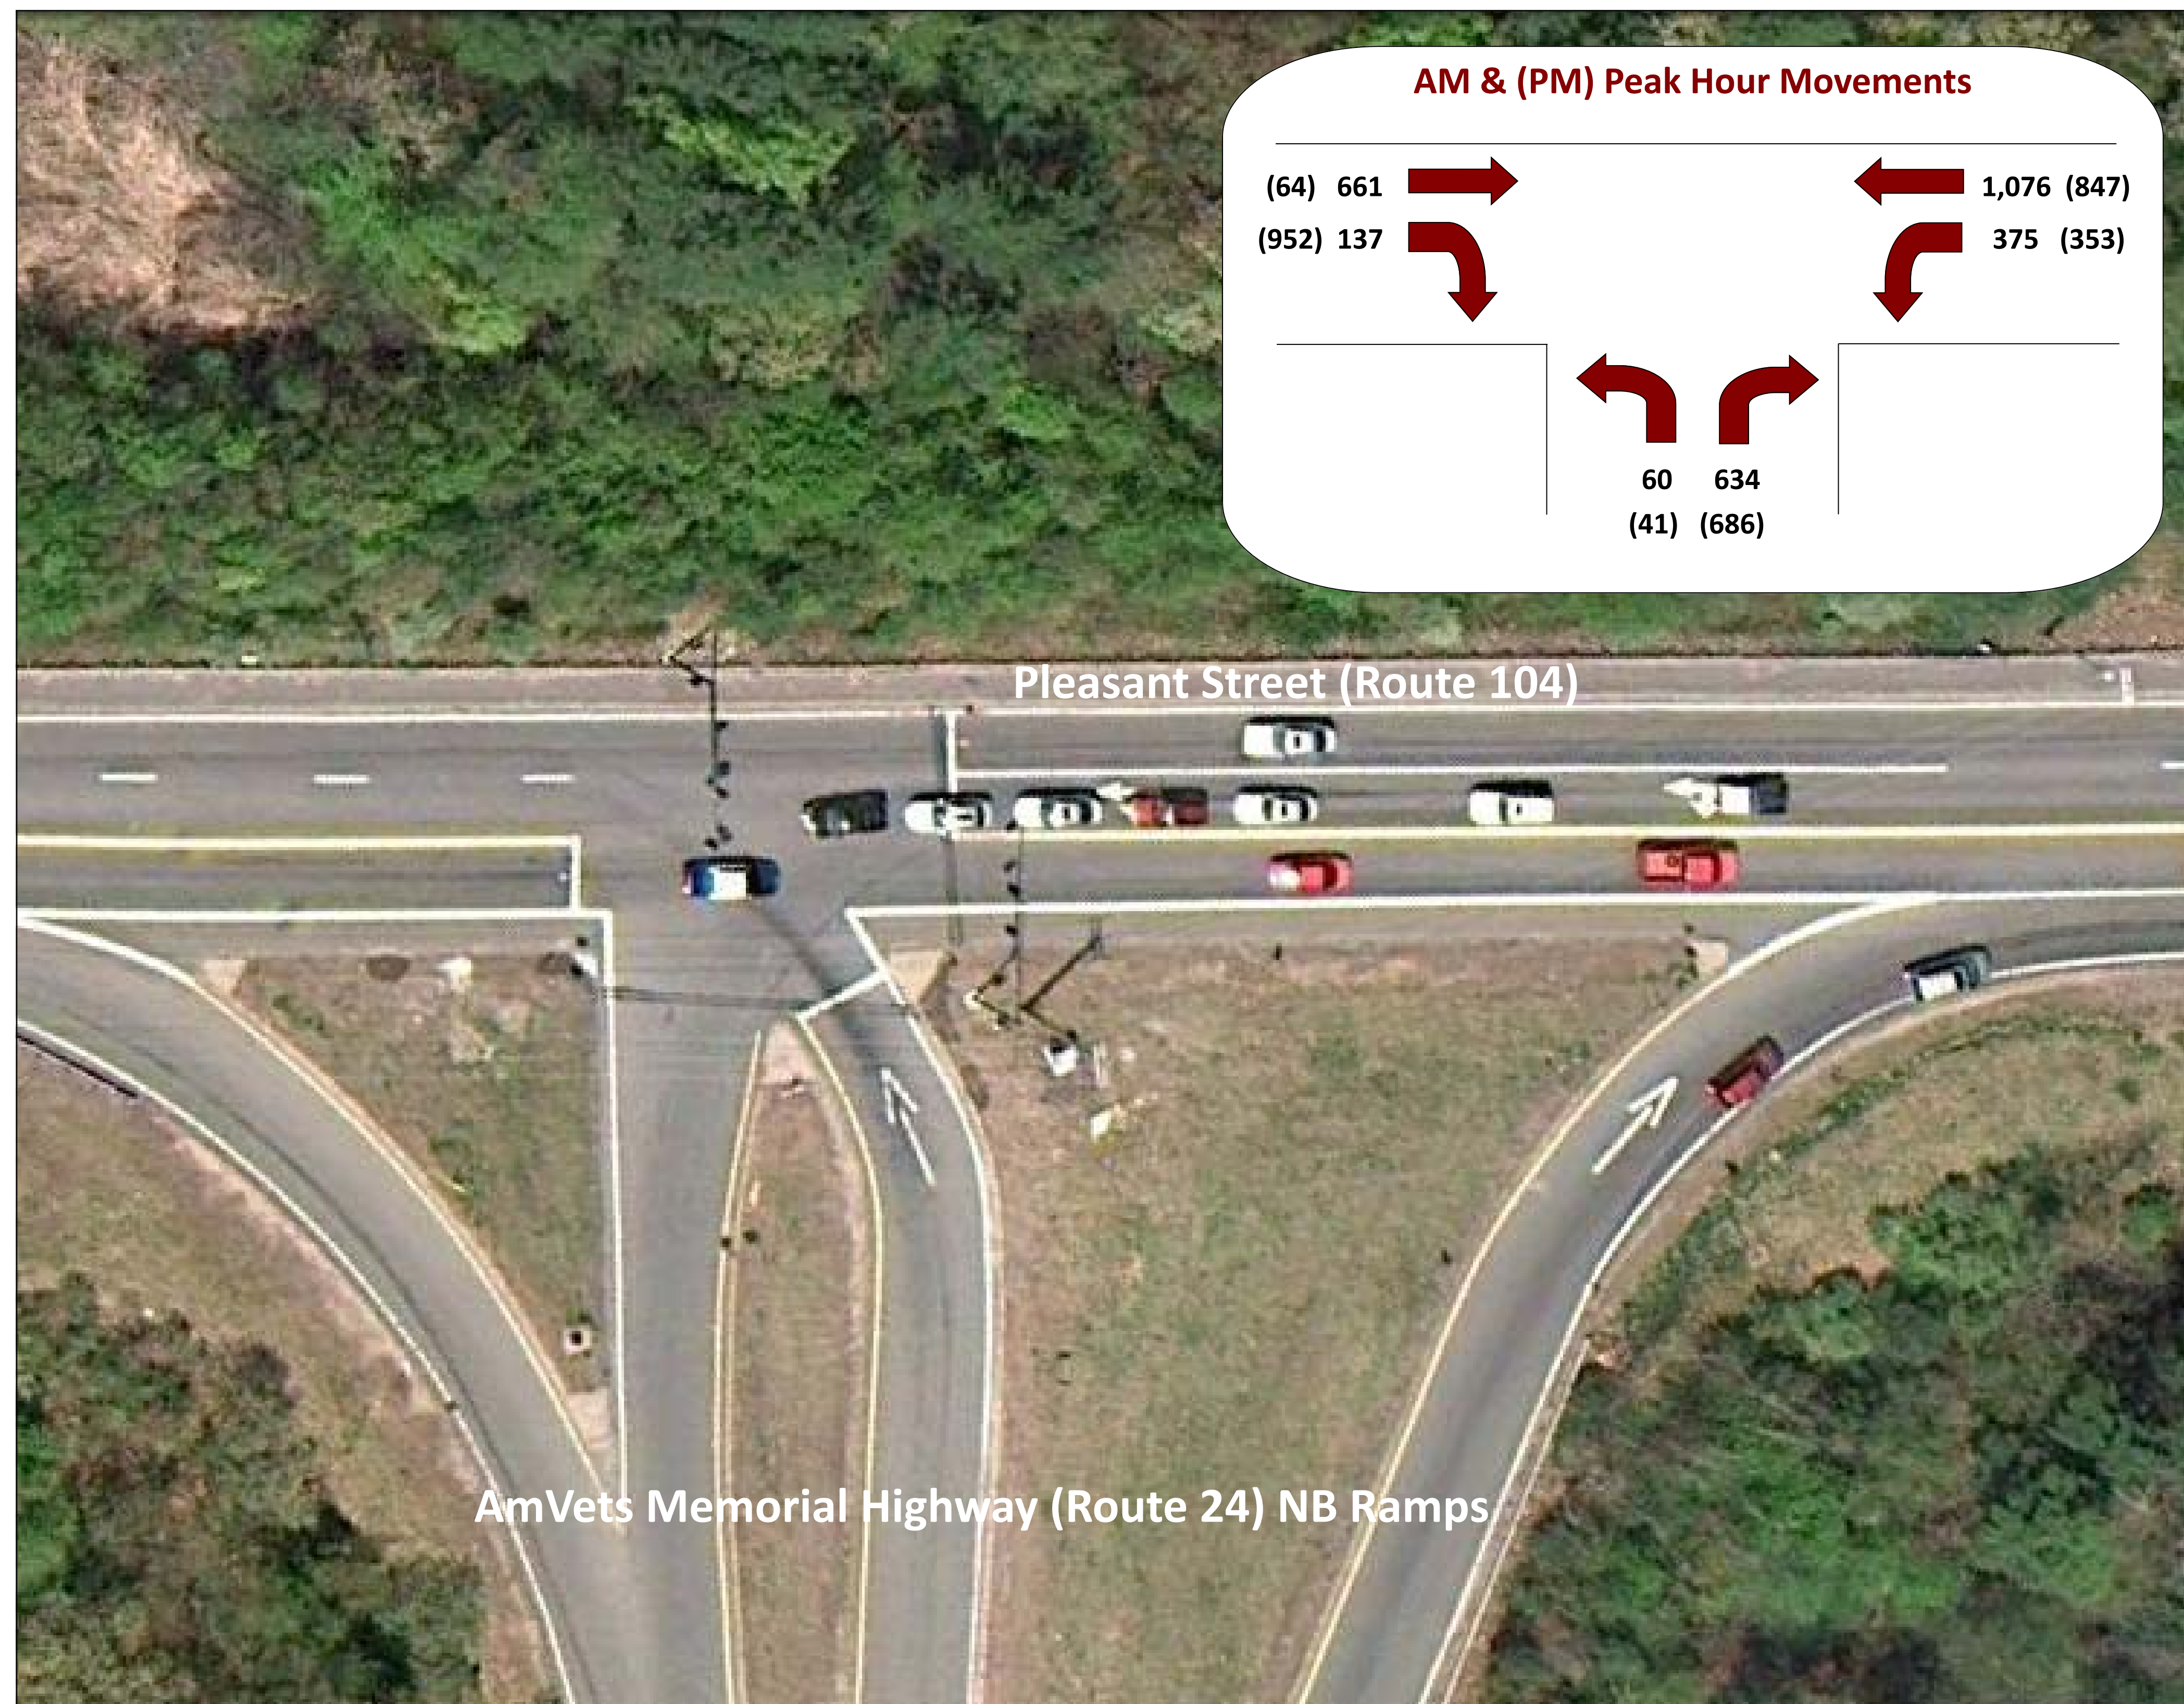 AM & (PM) Peak Hour Movements
(64) 661
1,076 (847)
(952) 137
375 (353)
60 634
(41) (686)
Pleasant Street (Route 104)
AmVets Memorial Highway (Route 24) NB Ramps